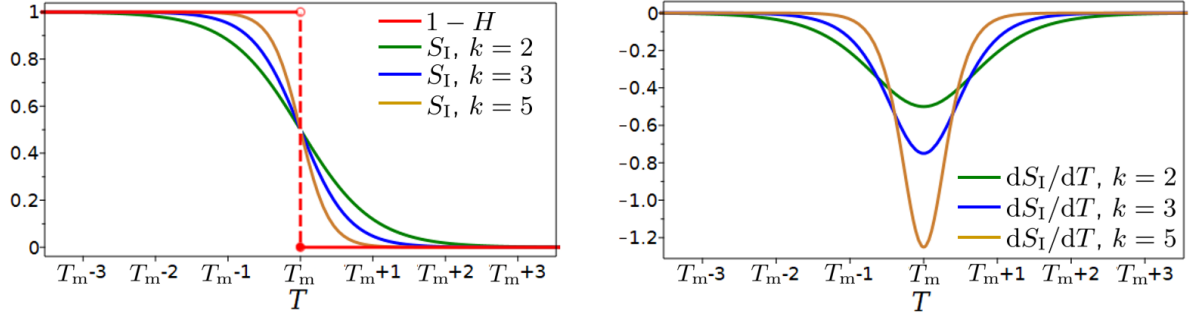 1
0.8
0.6
0.4
0.2
0
1 − H
S_I, k = 2
S_I, k = 3
S_I, k = 5
T_m-3 T_m-2 T_m-1 T_m T_m+1 T_m+2 T_m+3
T
0
-0.2
-0.4
-0.6
-0.8
-1.0
-1.2
dS_I/dT, k = 2
dS_I/dT, k = 3
dS_I/dT, k = 5
T_m-3 T_m-2 T_m-1 T_m T_m+1 T_m+2 T_m+3
T